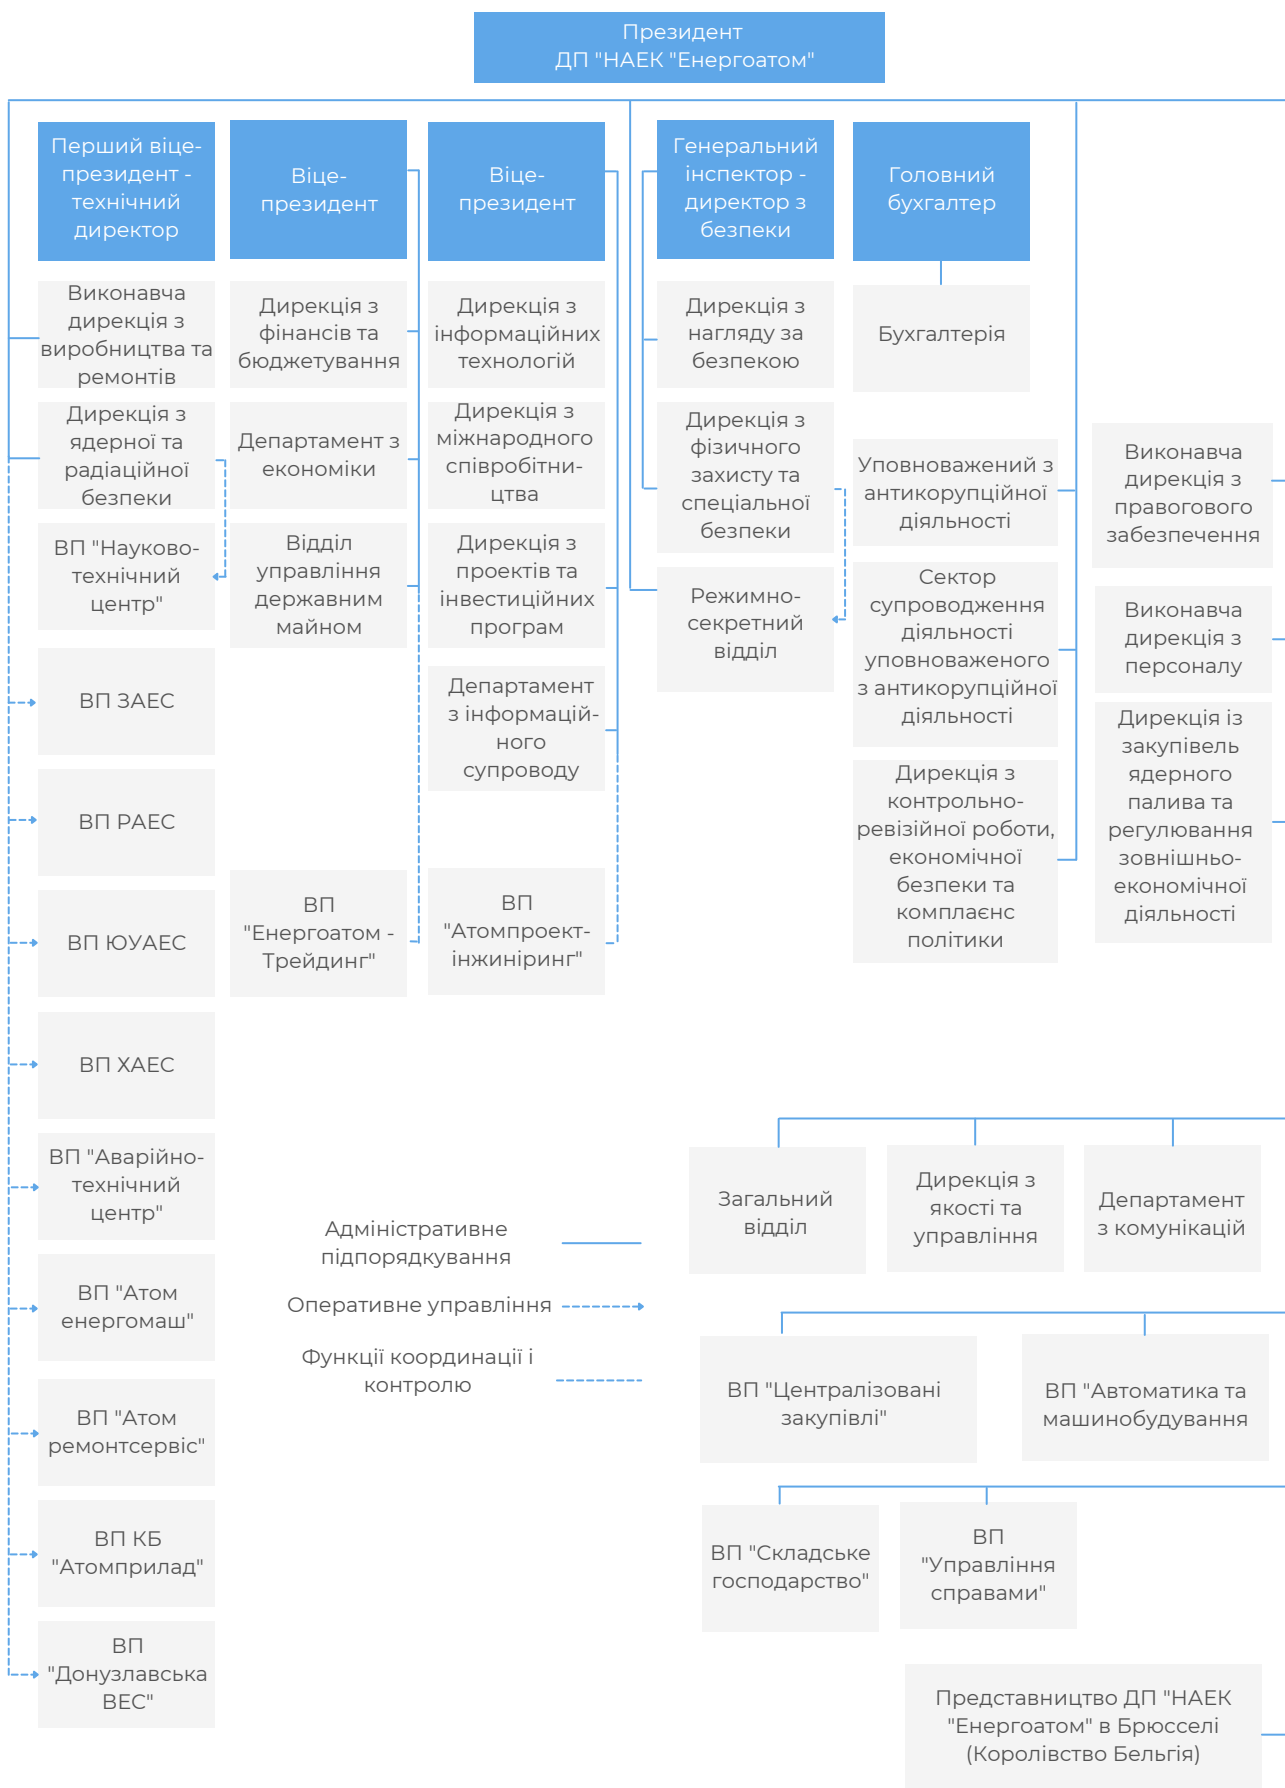 Президент
ДП "НАЕК "Енергоатом"
Перший віце-
президент -
технічний
директор
Віце-
президент
Віце-
президент
Генеральний
інспектор -
директор з
безпеки
Головний
бухгалтер
Виконавча
дирекція з
виробництва та
ремонтів
Дирекція з
фінансів та
бюджетування
Дирекція з
інформаційних
технологій
Дирекція з
нагляду за
безпекою
Бухгалтерія
Дирекція з
ядерної та
радіаційної
безпеки
Департамент з
економіки
Дирекція з
міжнародного
співробітни-
цтва
Дирекція з
фізичного
захисту та
спеціальної
безпеки
Уповноважений з
антикорупційної
діяльності
Виконавча
дирекція з
правогового
забезпечення
ВП "Науково-
технічний
центр"
Відділ
управління
державним
майном
Дирекція з
проектів та
інвестиційних
програм
Режимно-
секретний
відділ
Сектор
супроводження
діяльності
уповноваженого
з антикорупційної
діяльності
Виконавча
дирекція з
персоналу
ВП ЗАЕС
Департамент
з інформацій-
ного
супроводу
Дирекція з
контрольно-
ревізійної роботи,
економічної
безпеки та
комплаєнс
політики
Дирекція із
закупівель
ядерного
палива та
регулювання
зовнішньо-
економічної
діяльності
ВП РАЕС
ВП ЮУАЕС
ВП
"Енергоатом -
Трейдинг"
ВП
"Атомпроект-
інжиніринг"
ВП ХАЕС
ВП "Аварійно-
технічний
центр"
Загальний
відділ
Дирекція з
якості та
управління
Департамент
з комунікацій
Адміністративне
підпорядкування
Оперативне управління
Функції координації і
контролю
ВП "Атом
енергомаш"
ВП "Централізовані
закупівлі"
ВП "Автоматика та
машинобудування
ВП "Атом
ремонтсервіс"
ВП КБ
"Атомприлад"
ВП "Складське
господарство"
ВП
"Управління
справами"
ВП
"Донузлавська
ВЕС"
Представництво ДП "НАЕК
"Енергоатом" в Брюсселі
(Королівство Бельгія)